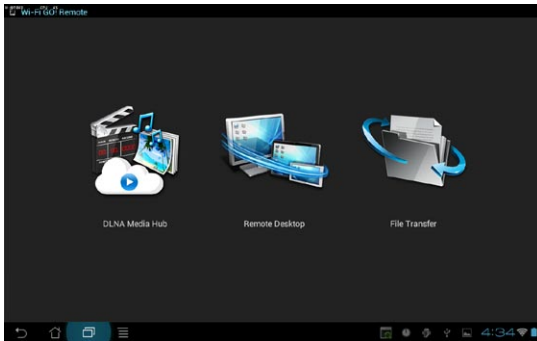 Wi-Fi GO! Remote
DLNA Media Hub
Remote Desktop
File Transfer
4:34